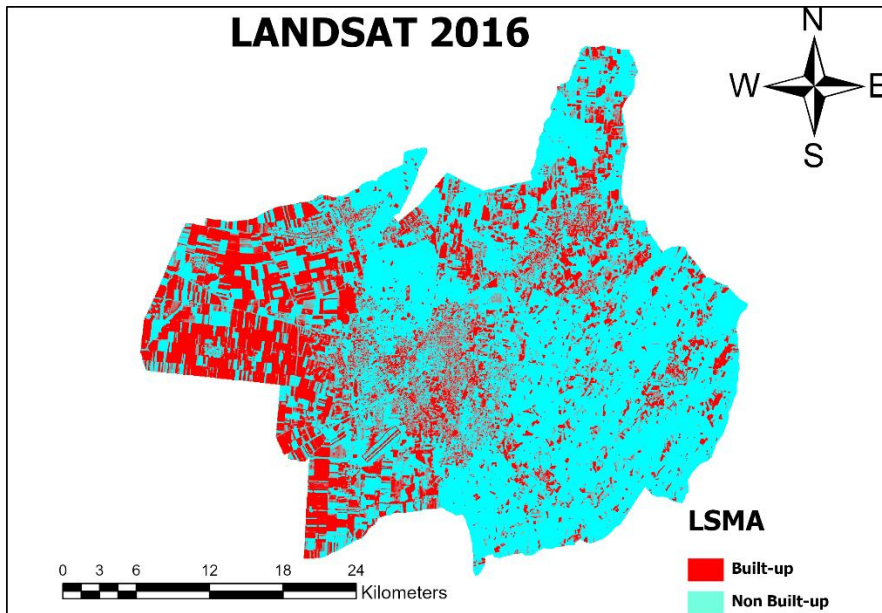 LANDSAT 2016
N
W E
S
LSMA
Built-up
Non Built-up
0 3 6 12 18 24
Kilometers